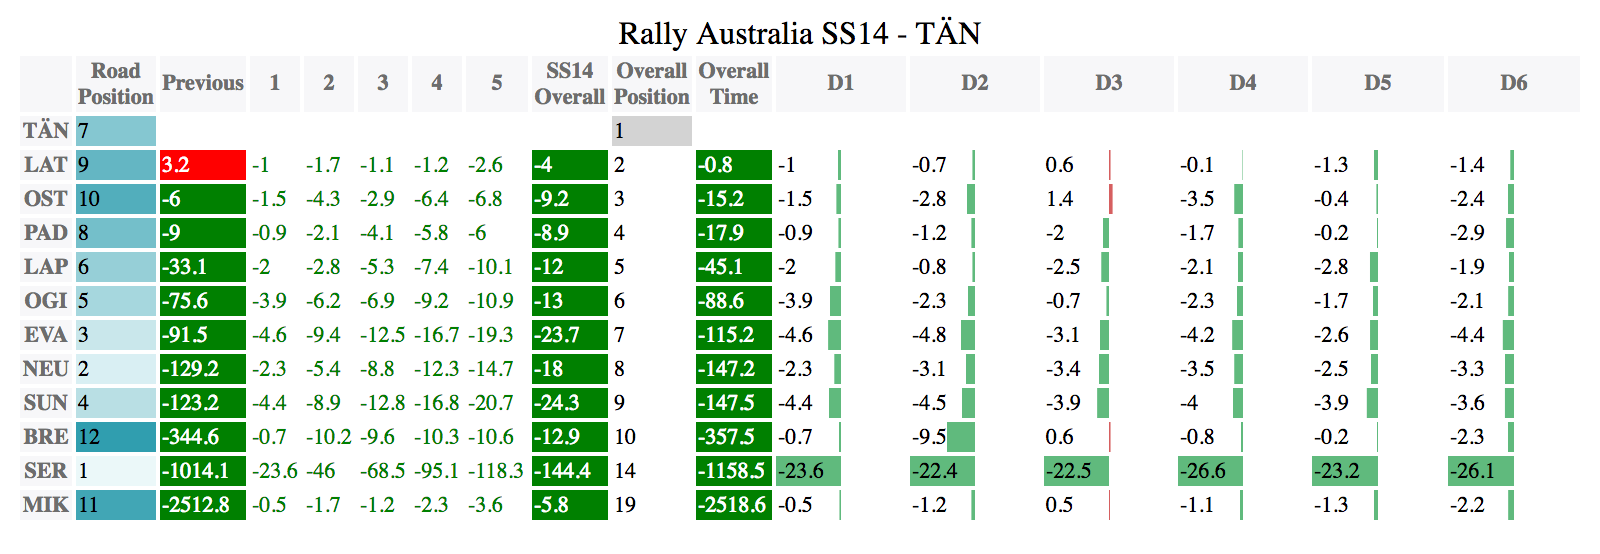 Rally Australia SS14 - TÄN
Road Position Previous 1 2 3 4 5 SS14 Overall Overall Position Overall Time D1 D2 D3 D4 D5 D6
TÄN 7 1
LAT 9 3.2 -1 -1.7 -1.1 -1.2 -2.6 -4 2 -0.8 -1 -0.7 0.6 -0.1 -1.3 -1.4
OST 10 -6 -1.5 -4.3 -2.9 -6.4 -6.8 -9.2 3 -15.2 -1.5 -2.8 1.4 -3.5 -0.4 -2.4
PAD 8 -9 -0.9 -2.1 -4.1 -5.8 -6 -8.9 4 -17.9 -0.9 -1.2 -2 -1.7 -0.2 -2.9
LAP 6 -33.1 -2 -2.8 -5.3 -7.4 -10.1 -12 5 -45.1 -2 -0.8 -2.5 -2.1 -2.8 -1.9
OGI 5 -75.6 -3.9 -6.2 -6.9 -9.2 -10.9 -13 6 -88.6 -3.9 -2.3 -0.7 -2.3 -1.7 -2.1
EVA 3 -91.5 -4.6 -9.4 -12.5 -16.7 -19.3 -23.7 7 -115.2 -4.6 -4.8 -3.1 -4.2 -2.6 -4.4
NEU 2 -129.2 -2.3 -5.4 -8.8 -12.3 -14.7 -18 8 -147.2 -2.3 -3.1 -3.4 -3.5 -2.5 -3.3
SUN 4 -123.2 -4.4 -8.9 -12.8 -16.8 -20.7 -24.3 9 -147.5 -4.4 -4.5 -3.9 -4 -3.9 -3.6
BRE 12 -344.6 -0.7 -10.2 -9.6 -10.3 -10.6 -12.9 10 -357.5 -0.7 -9.5 0.6 -0.8 -0.2 -2.3
SER 1 -1014.1 -23.6 -46 -68.5 -95.1 -118.3 -144.4 14 -1158.5 -23.6 -22.4 -22.5 -26.6 -23.2 -26.1
MIK 11 -2512.8 -0.5 -1.7 -1.2 -2.3 -3.6 -5.8 19 -2518.6 -0.5 -1.2 0.5 -1.1 -1.3 -2.2